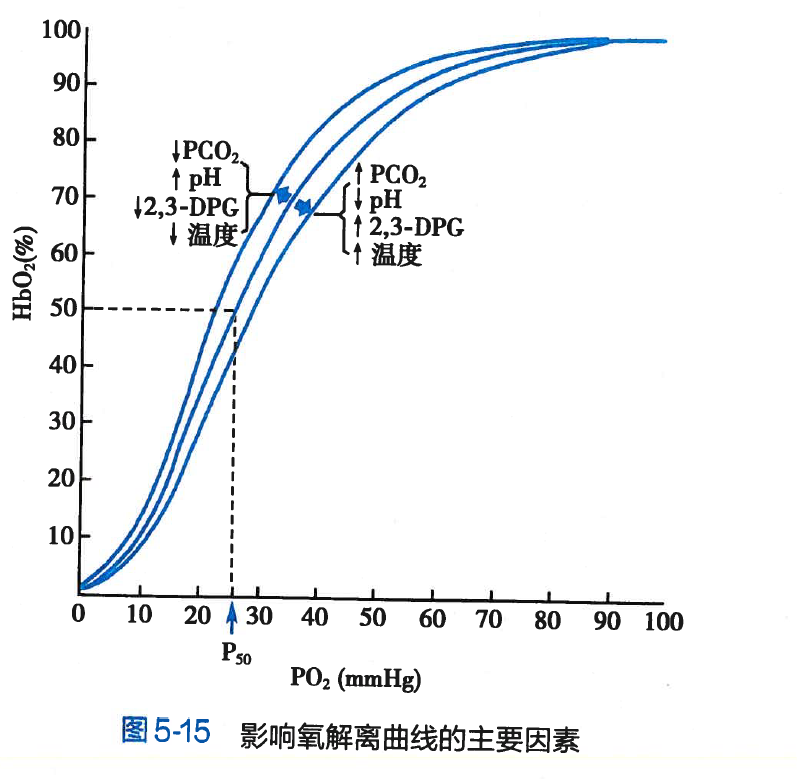 100
90
80
70
60
50
40
30
20
10
HbO₂(%)
↓PCO₂
↑ pH
↓2,3-DPG
↓ 温度
↑ PCO₂
↓pH
↑ 2,3-DPG
↑ 温度
0 10 20 30 40 50 60 70 80 90 100
P₅₀
PO₂ (mmHg)
图 5-15 影响氧解离曲线的主要因素